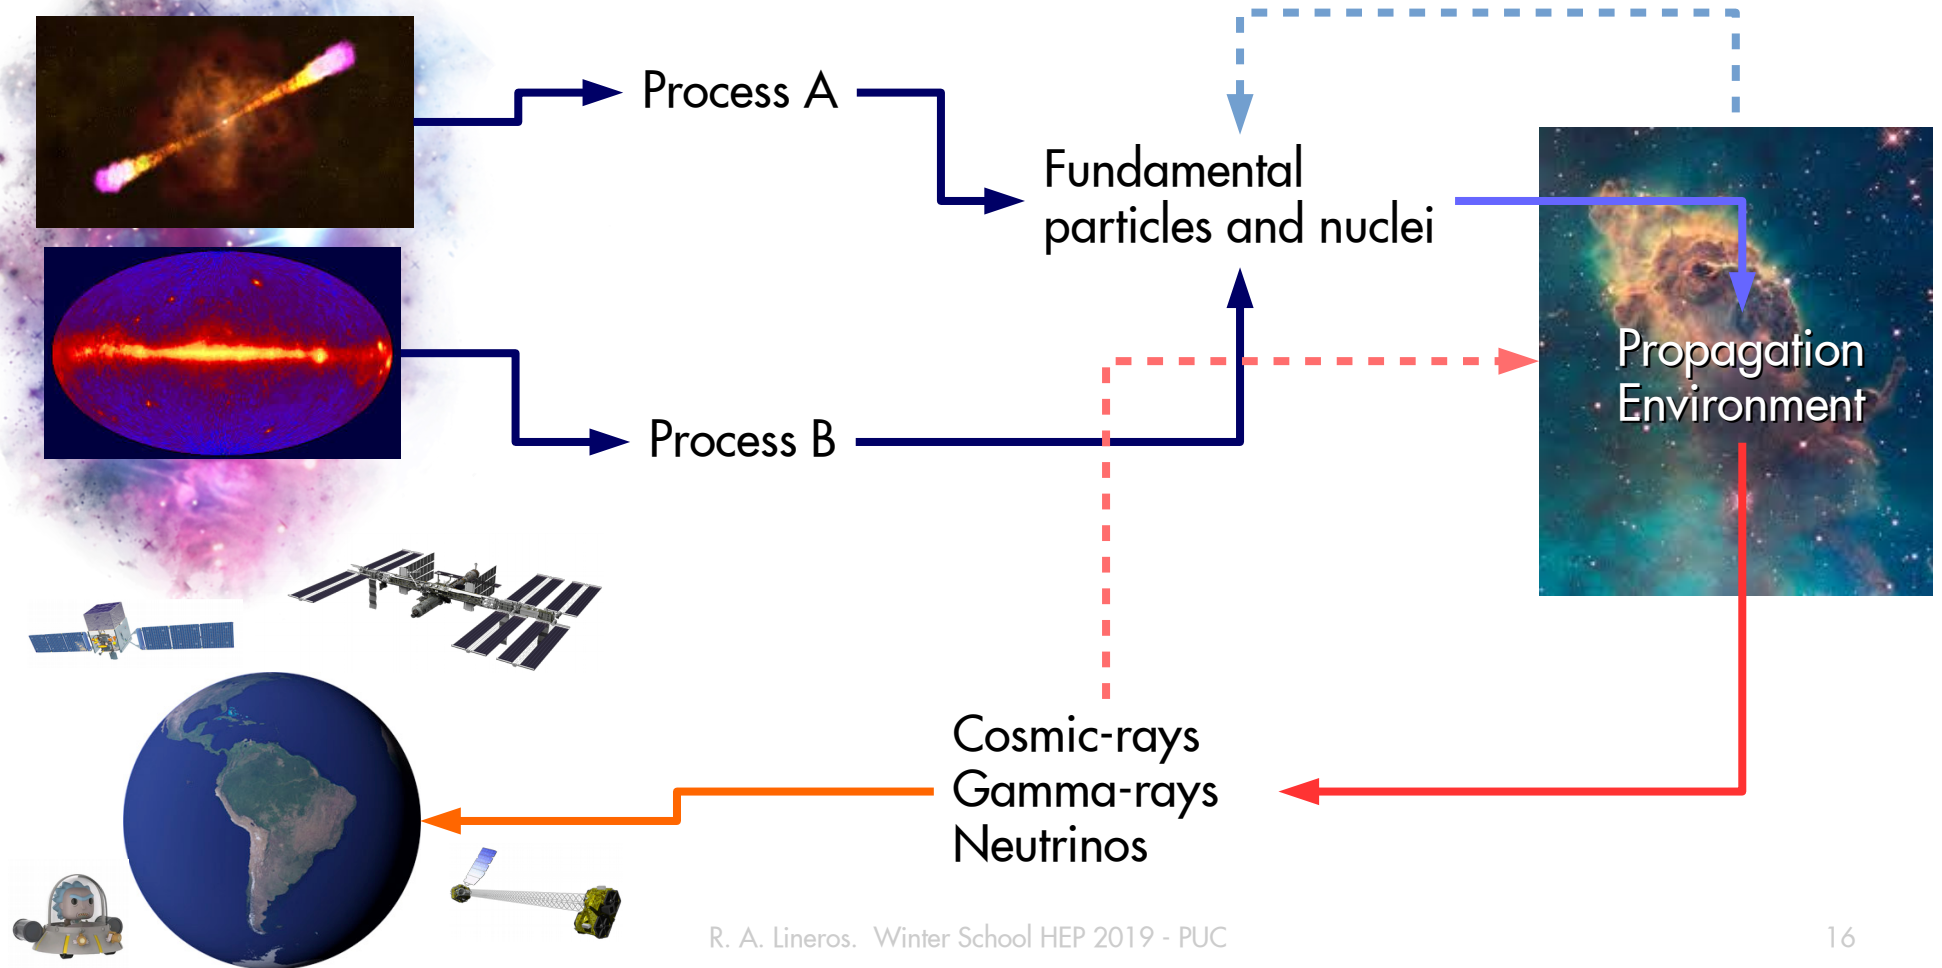 Process A
Fundamental
particles and nuclei
Propagation
Environment
Process B
Cosmic-rays
Gamma-rays
Neutrinos
R. A. Lineros. Winter School HEP 2019 - PUC
16